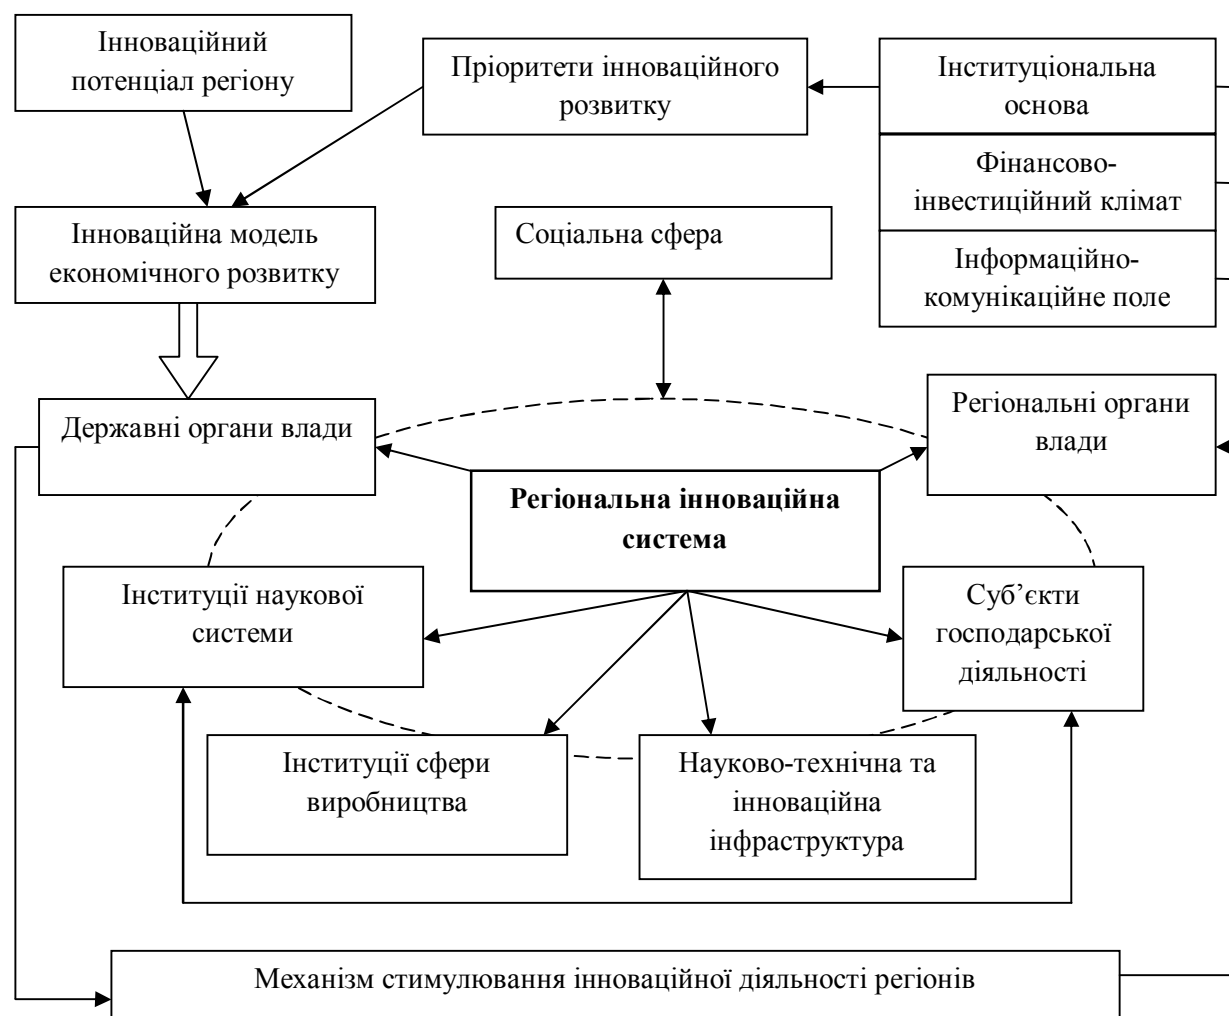 Інноваційний
потенціал регіону
Пріоритети інноваційного
розвитку
Інституціональна
основа
Фінансово-
інвестиційний клімат
Інформаційно-
комунікаційне поле
Інноваційна модель
економічного розвитку
Соціальна сфера
Державні органи влади
Регіональні органи
влади
Регіональна інноваційна
система
Інституції наукової
системи
Суб’єкти
господарської
діяльності
Інституції сфери
виробництва
Науково-технічна та
інноваційна
інфраструктура
Механізм стимулювання інноваційної діяльності регіонів